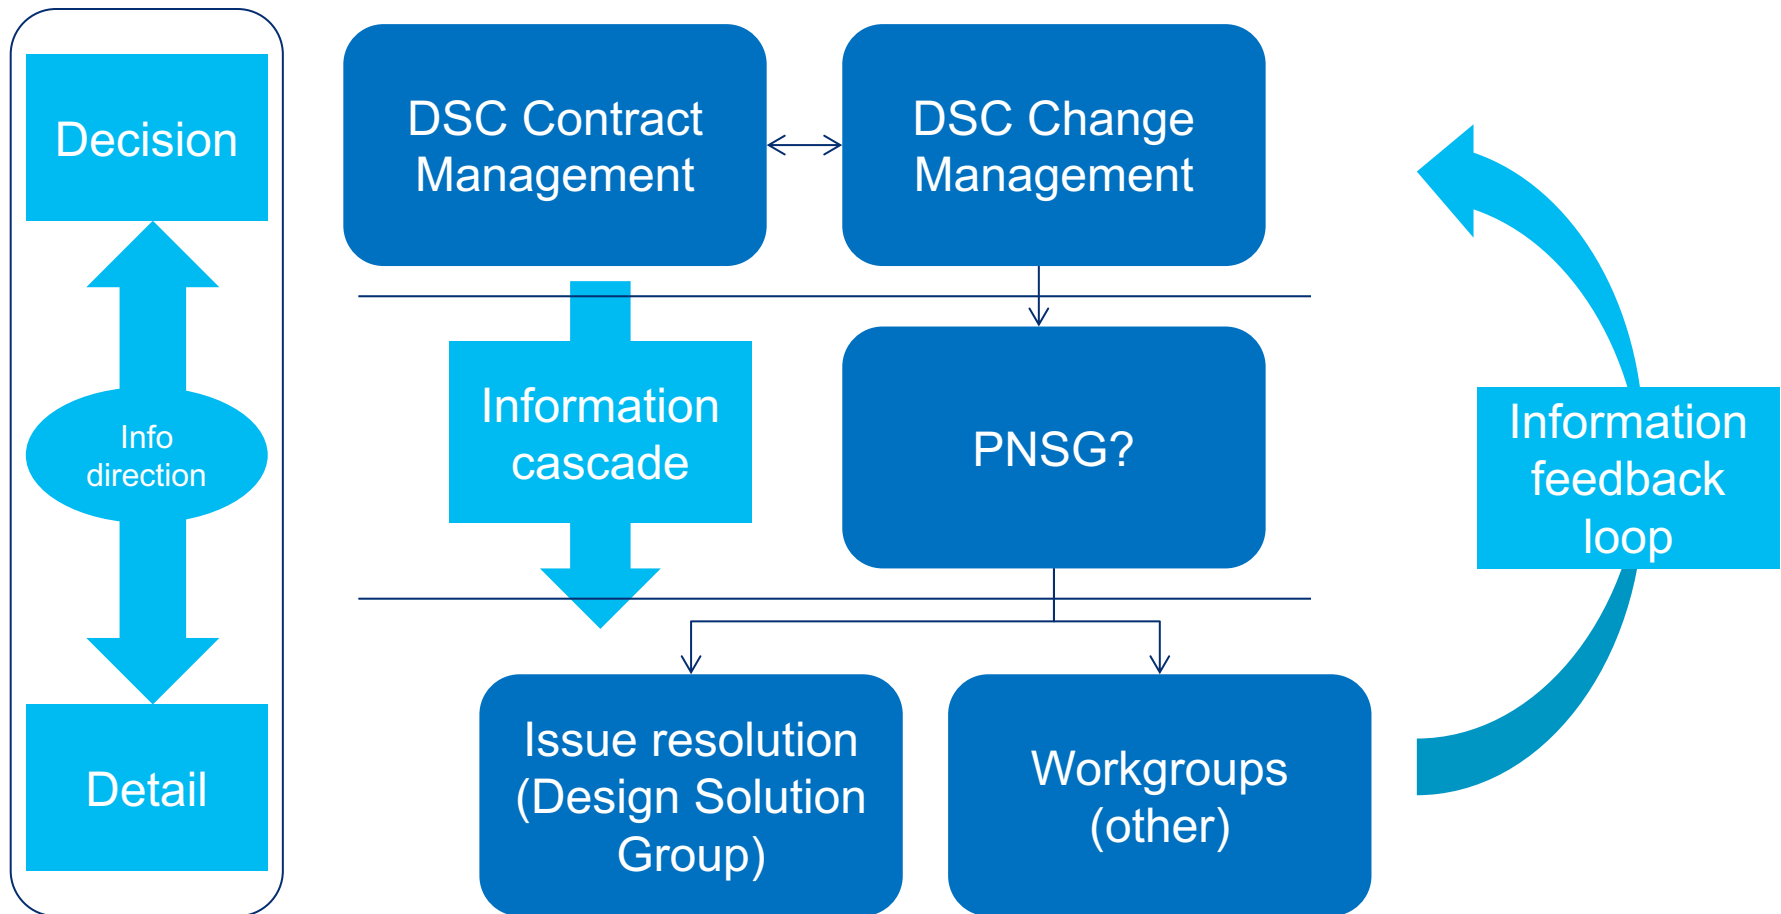 Decision
Info
direction
Detail
DSC Contract
Management
DSC Change
Management
Information
cascade
PNSG?
Issue resolution
(Design Solution
Group)
Workgroups
(other)
Information
feedback
loop